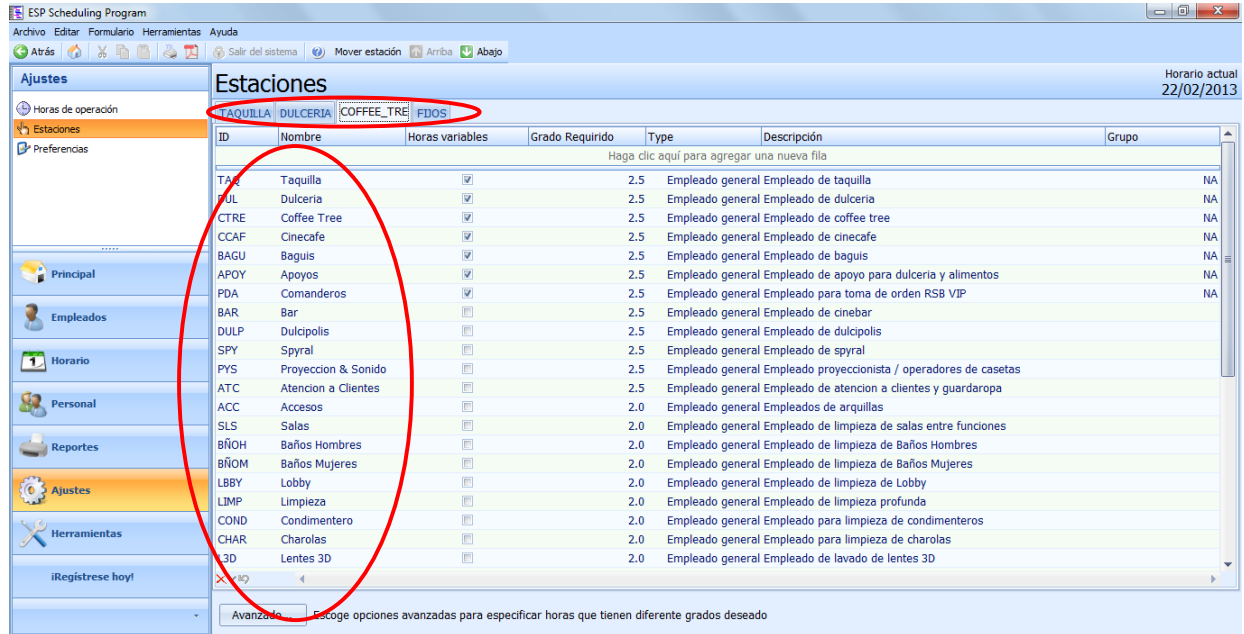 ESP Scheduling Program
Archivo Editar Formulario Herramientas Ayuda
Atrás Salir del sistema Mover estación Arriba Abajo
Ajustes
Horas de operación
Estaciones
Preferencias
Principal
Empleados
1 Horario
Personal
Reportes
Ajustes
Herramientas
¡Regístrese hoy!
Estaciones
Horario actual
22/02/2013
TAQUILLA DULCERIA COFFEE_TRE FIJOS
ID Nombre Horas variables Grado Requirido Type Descripción Grupo
Haga clic aquí para agregar una nueva fila
TAQ Taquilla 2.5 Empleado general Empleado de taquilla NA
DUL Dulceria 2.5 Empleado general Empleado de dulceria NA
CTRE Coffee Tree 2.5 Empleado general Empleado de coffee tree NA
CCAF Cinecafe 2.5 Empleado general Empleado de cinecafe NA
BAGU Baguis 2.5 Empleado general Empleado de baguis NA
APOY Apoyos 2.5 Empleado general Empleado de apoyo para dulceria y alimentos NA
PDA Comanderos 2.5 Empleado general Empleado para toma de orden RSB VIP NA
BAR Bar 2.5 Empleado general Empleado de cinebar
DULP Dulcipolis 2.5 Empleado general Empleado de dulcipolis
SPY Spyral 2.5 Empleado general Empleado de spyral
PYS Proyeccion & Sonido 2.5 Empleado general Empleado proyeccionista / operadores de casetas
ATC Atencion a Clientes 2.5 Empleado general Empleado de atencion a clientes y guardaropa
ACC Accesos 2.0 Empleado general Empleados de arquillas
SLS Salas 2.0 Empleado general Empleado de limpieza de salas entre funciones
BÑOH Baños Hombres 2.0 Empleado general Empleado de limpieza de Baños Hombres
BÑOM Baños Mujeres 2.0 Empleado general Empleado de limpieza de Baños Mujeres
LBBY Lobby 2.0 Empleado general Empleado de limpieza de Lobby
LIMP Limpieza 2.0 Empleado general Empleado de limpieza profunda
COND Condimentero 2.0 Empleado general Empleado para limpieza de condimenteros
CHAR Charolas 2.0 Empleado general Empleado para limpieza de charolas
L3D Lentes 3D 2.0 Empleado general Empleado de lavado de lentes 3D
Avanzado... Escoge opciones avanzadas para especificar horas que tienen diferente grados deseado